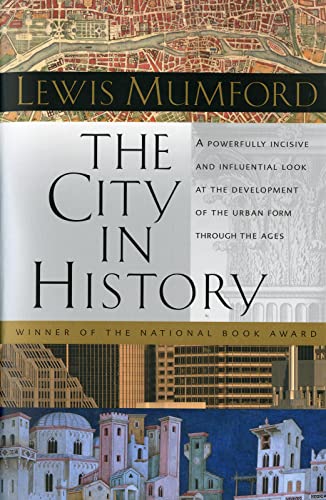 LEWIS MUMFORD
THE
CITY
IN
HISTORY
A POWERFULLY INCISIVE
AND INFLUENTIAL LOOK
AT THE DEVELOPMENT
OF THE URBAN FORM
THROUGH THE AGES
WINNER OF THE NATIONAL BOOK AWARD